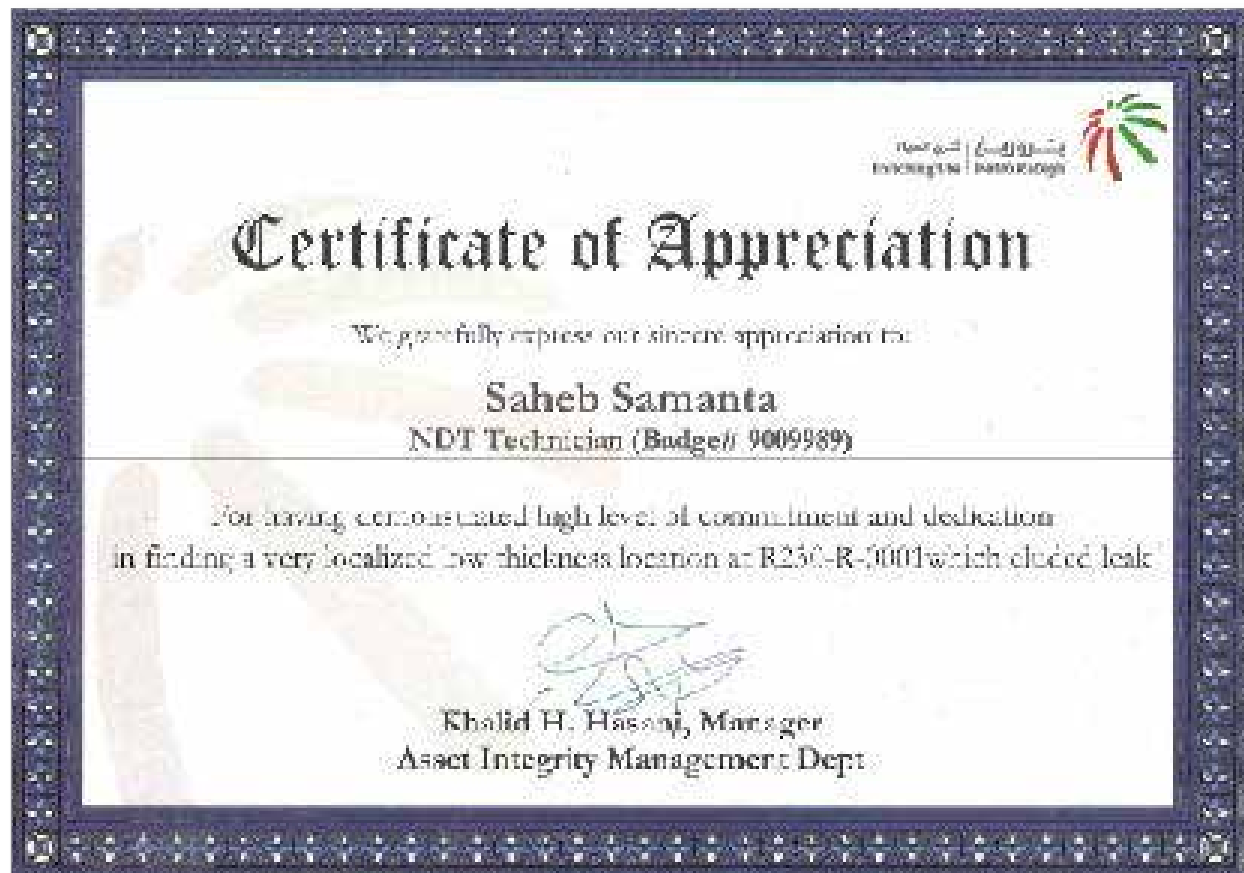 Certificate of Appreciation
We gratefully express our sincere appreciation to:
Saheb Samanta
NDT Technician (Badge# 9009989)
For having demonstrated high level of commitment and dedication
in finding a very localized low thickness location at which leak
Khalid H. Manager
Asset Integrity Management Dept